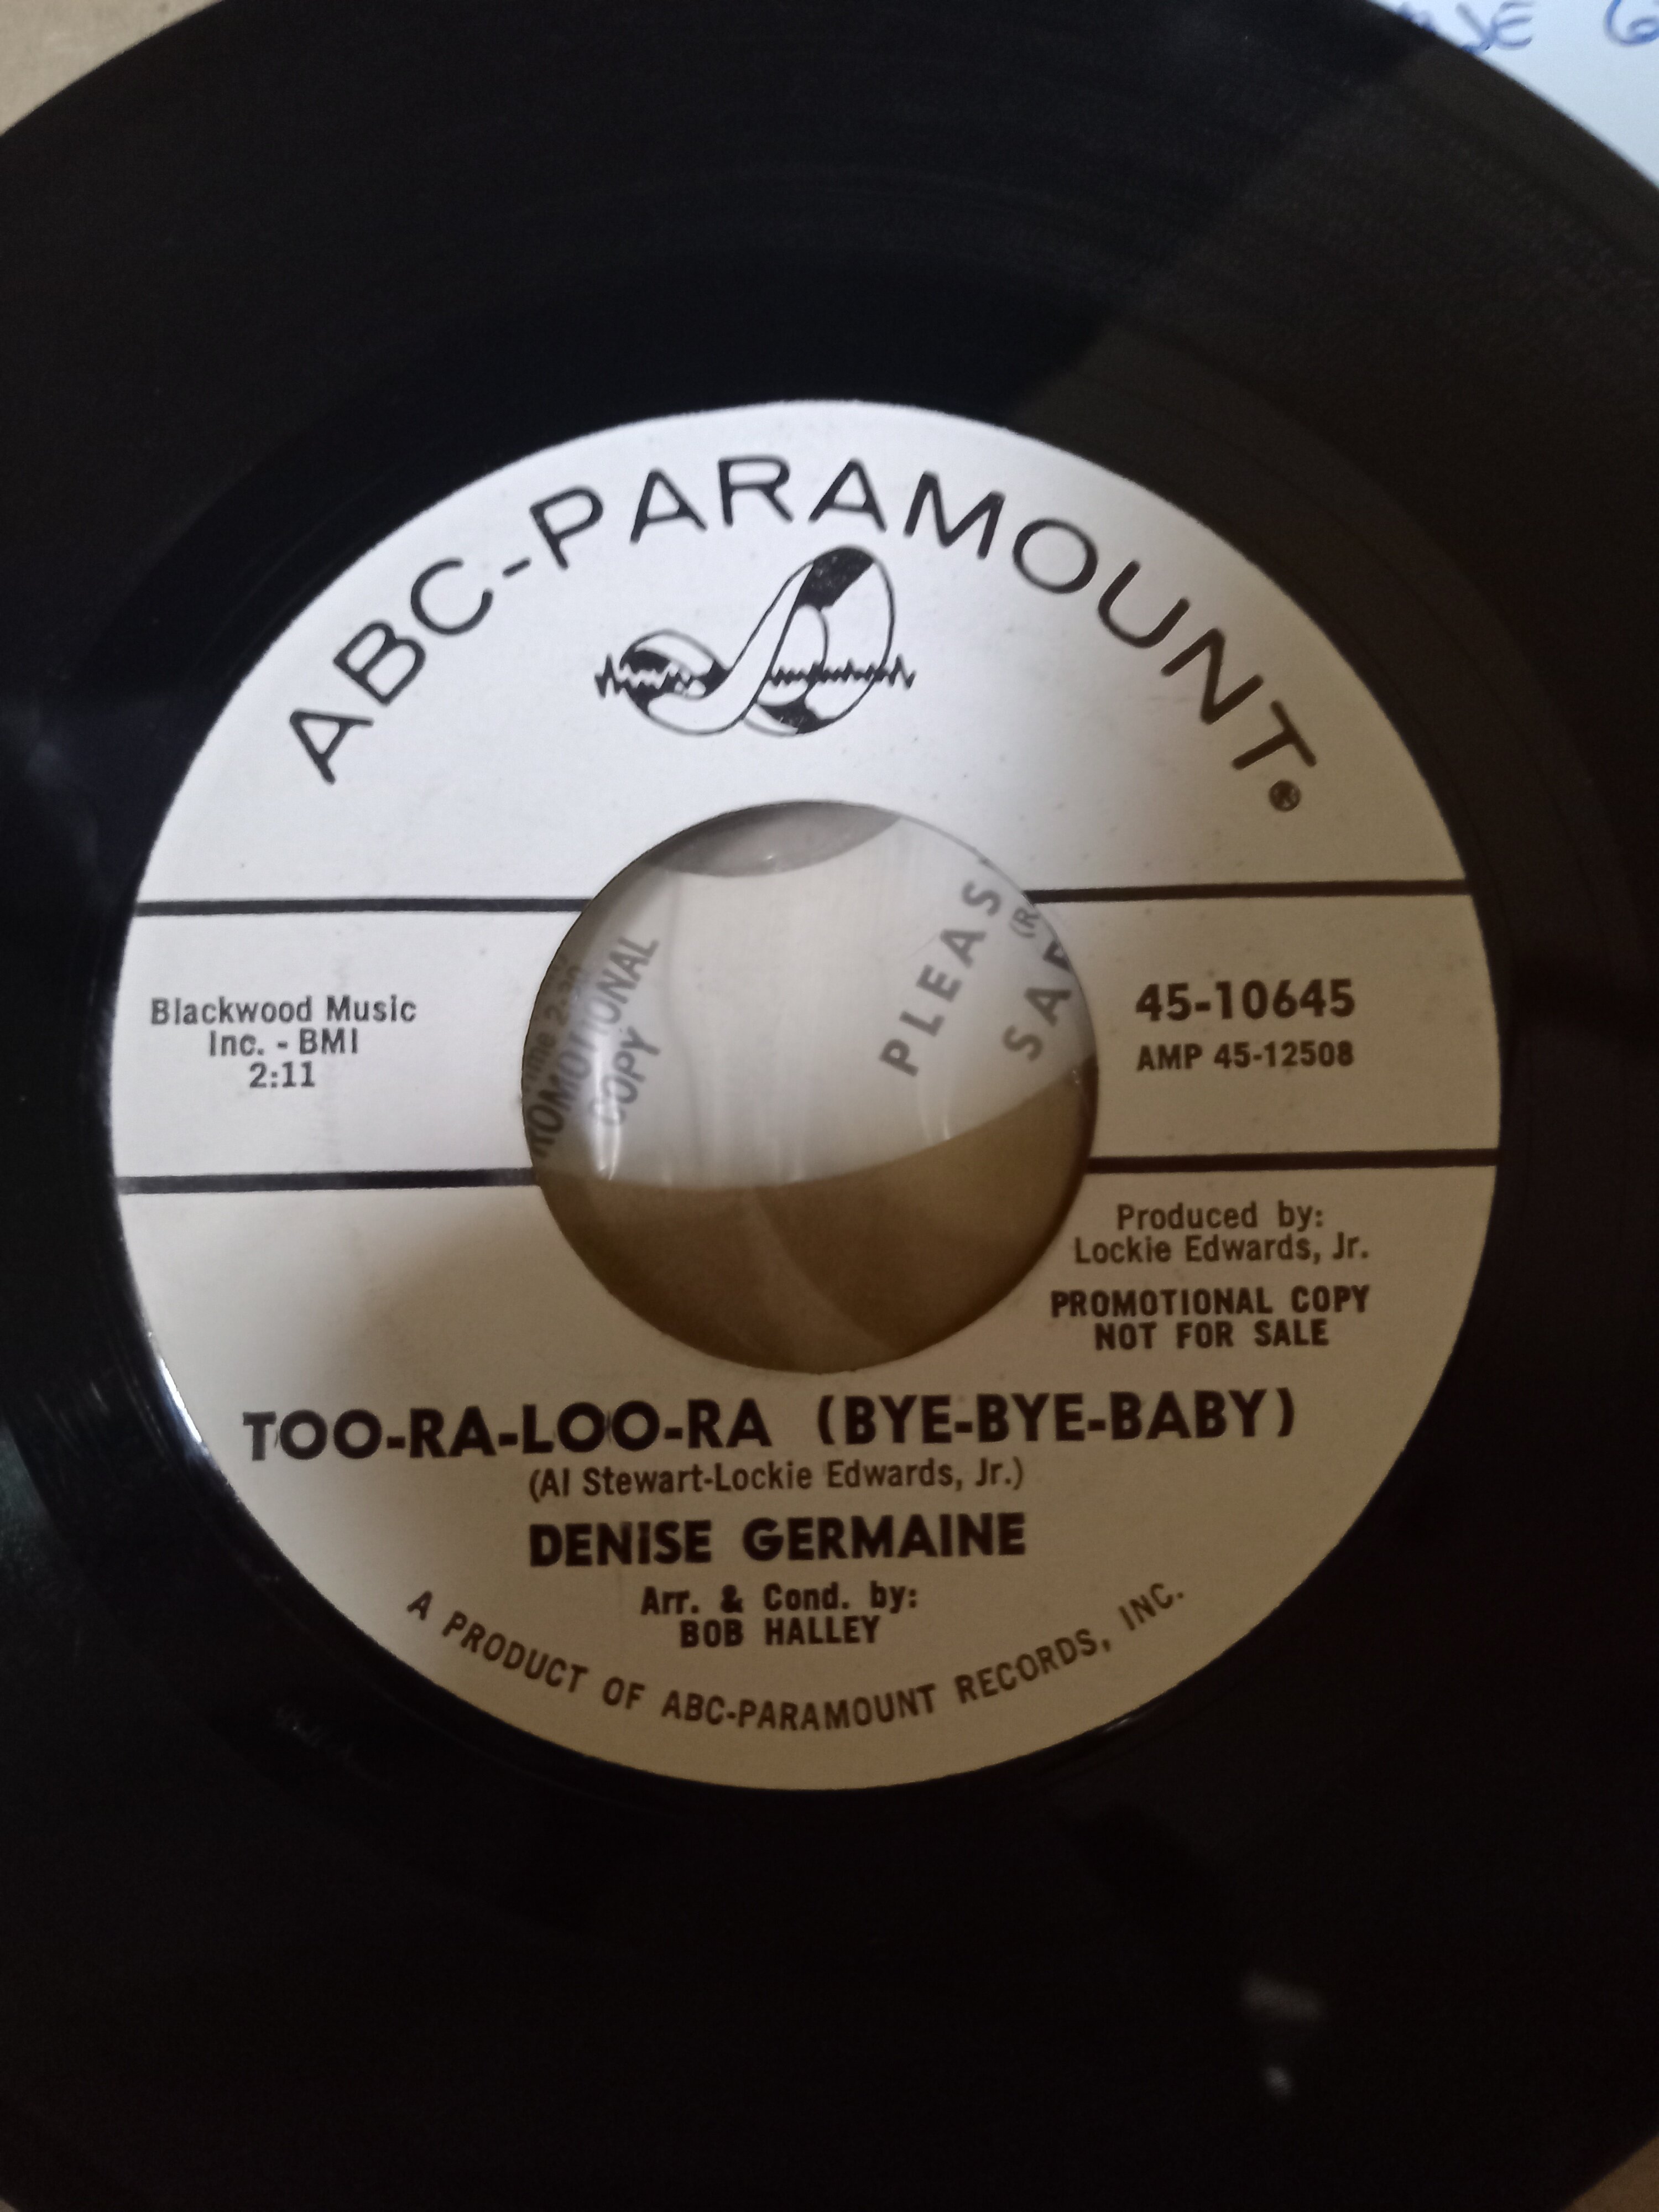 ABC-PARAMOUNT®
Blackwood Music
Inc. - BMI
2:11
45-10645
AMP 45-12508
PROMOTIONAL
COPY
Produced by:
Lockie Edwards, Jr.
PROMOTIONAL COPY
NOT FOR SALE
TOO-RA-LOO-RA (BYE-BYE-BABY)
(Al Stewart-Lockie Edwards, Jr.)
DENISE GERMAINE
Arr. & Cond. by:
BOB HALLEY
A PRODUCT OF ABC-PARAMOUNT RECORDS, INC.